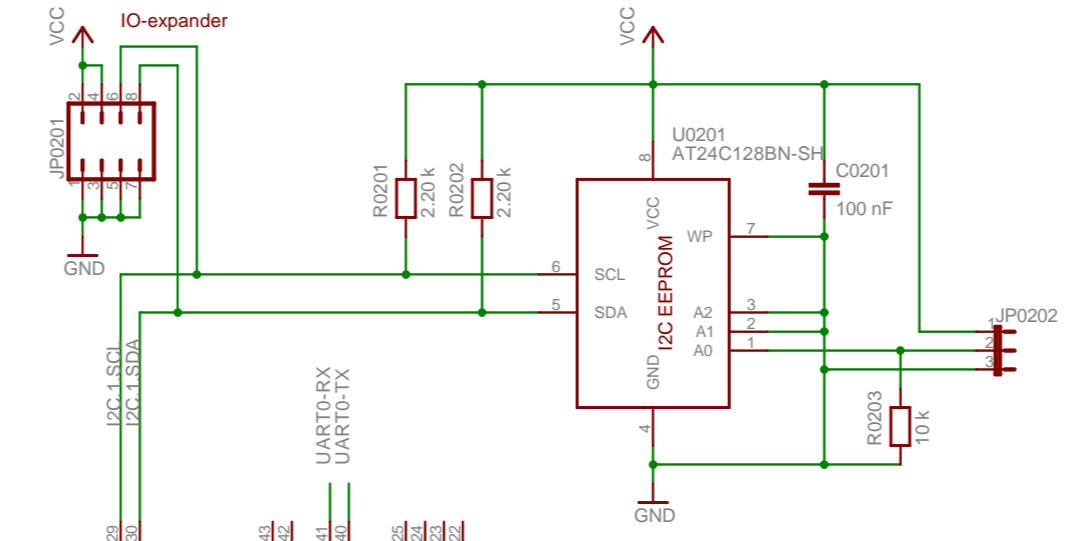 IO-expander
VCC
2
4
6
8
JP0201
1
3
5
7
GND
VCC
U0201
AT24C128BN-SH
8
R0201
2.20 k
R0202
2.20 k
C0201
100 nF
VCC
WP
7
6
SCL
5
SDA
I2C EEPROM
A2
3
A1
2
A0
1
GND
4
JP0202
1
2
3
R0203
10 k
GND
I2C.1.SCL
I2C.1.SDA
UART0-RX
UART0-TX
29
30
43
42
41
40
25
24
23
22